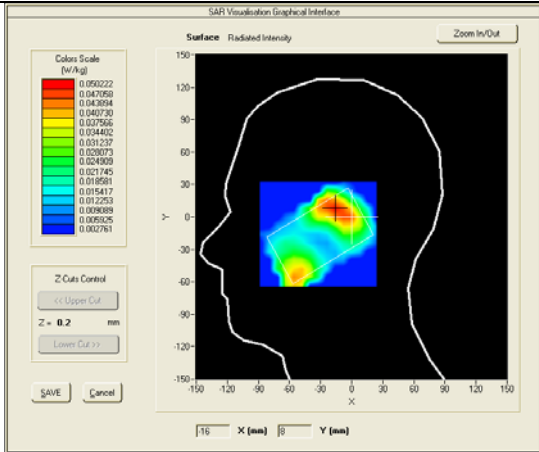 SAR Visualisation Graphical Interface
Surface Radiated Intensity
Zoom In/Out
Colors Scale
(W/kg)
0.050222
0.047058
0.043894
0.040730
0.037566
0.034402
0.031237
0.028073
0.024909
0.021745
0.018581
0.015417
0.012253
0.009089
0.005925
0.002761
Z Cuts Control
<< Upper Cut
Z = 0.2 mm
Lower Cut >>
SAVE Cancel
Y
150
120
90
60
30
0
-30
-60
-90
-120
-150
-150 -120 -90 -60 -30 0 30 60 90 120 150
X
-16 X (mm) 8 Y (mm)